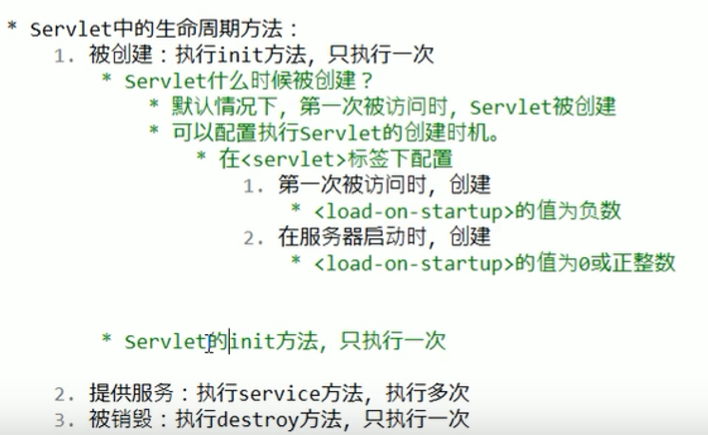 * Servlet中的生命周期方法：
1. 被创建：执行init方法，只执行一次
* Servlet什么时候被创建？
* 默认情况下，第一次被访问时，Servlet被创建
* 可以配置执行Servlet的创建时机。
* 在<servlet>标签下配置
1. 第一次被访问时，创建
* <load-on-startup>的值为负数
2. 在服务器启动时，创建
* <load-on-startup>的值为0或正整数
* Servlet的init方法，只执行一次
2. 提供服务：执行service方法，执行多次
3. 被销毁：执行destroy方法，只执行一次